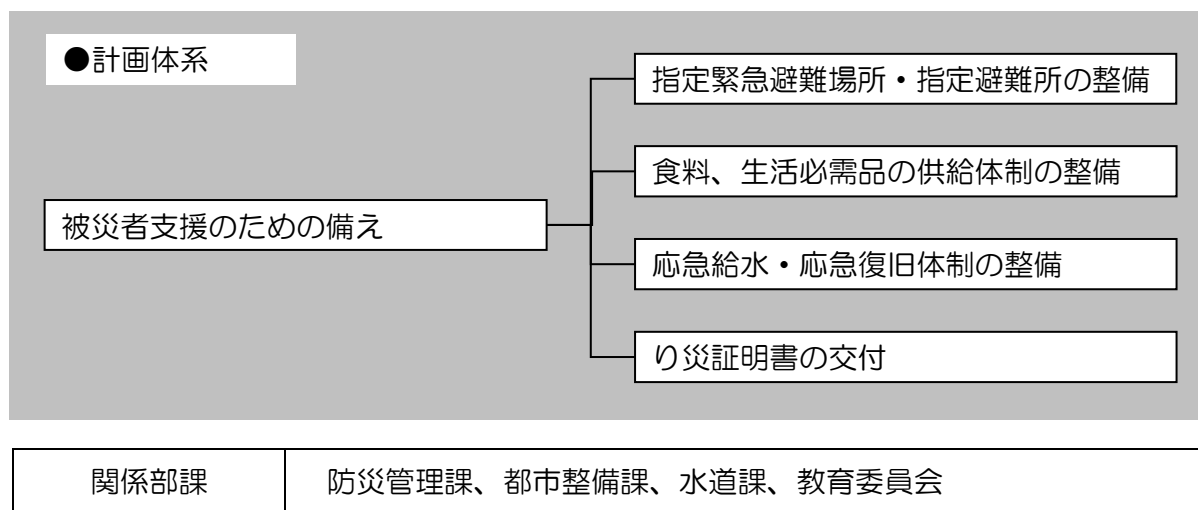 ●計画体系
指定緊急避難場所・指定避難所の整備
食料、生活必需品の供給体制の整備
被災者支援のための備え
応急給水・応急復旧体制の整備
り災証明書の交付
関係部課 防災管理課、都市整備課、水道課、教育委員会